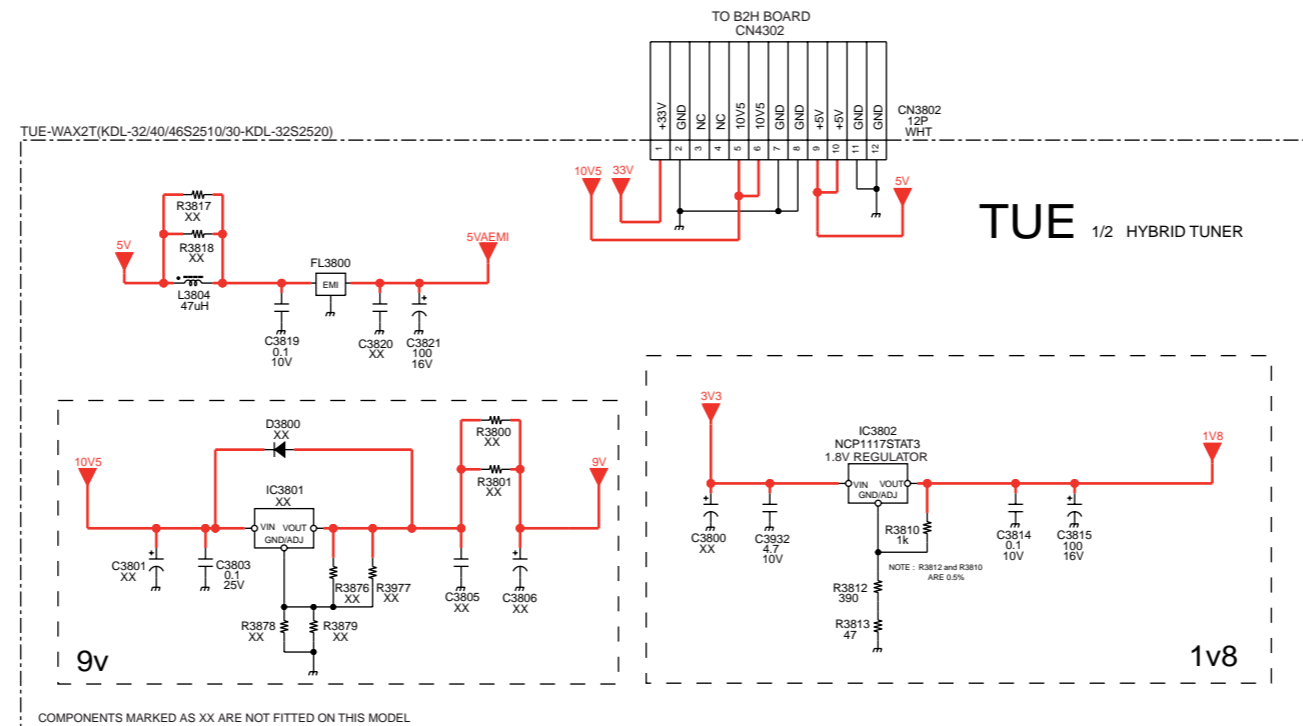 TO B2H BOARD
CN4302
+33V
GND
NC
NC
10V5
10V5
GND
GND
+5V
+5V
GND
GND
1
2
3
4
5
6
7
8
9
10
11
12
CN3802
12P
WHT
TUE-WAX2T(KDL-32/40/46S2510/30-KDL-32S2520)
10V5
33V
5V
TUE 1/2 HYBRID TUNER
R3817
XX
R3818
XX
5V
L3804
47uH
FL3800
EMI
5VAEMI
C3819
0.1
10V
C3820
XX
C3821
100
16V
D3800
XX
R3800
XX
R3801
XX
10V5
9V
IC3801
XX
VIN VOUT
GND/ADJ
C3801
XX
C3803
0.1
25V
R3876
XX
R3977
XX
C3805
XX
C3806
XX
R3878
XX
R3879
XX
9v
3V3
IC3802
NCP1117STAT3
1.8V REGULATOR
1V8
VIN VOUT
GND/ADJ
C3800
XX
C3932
4.7
10V
R3810
1k
C3814
0.1
10V
C3815
100
16V
NOTE : R3812 and R3810
ARE 0.5%
R3812
390
R3813
47
1v8
COMPONENTS MARKED AS XX ARE NOT FITTED ON THIS MODEL